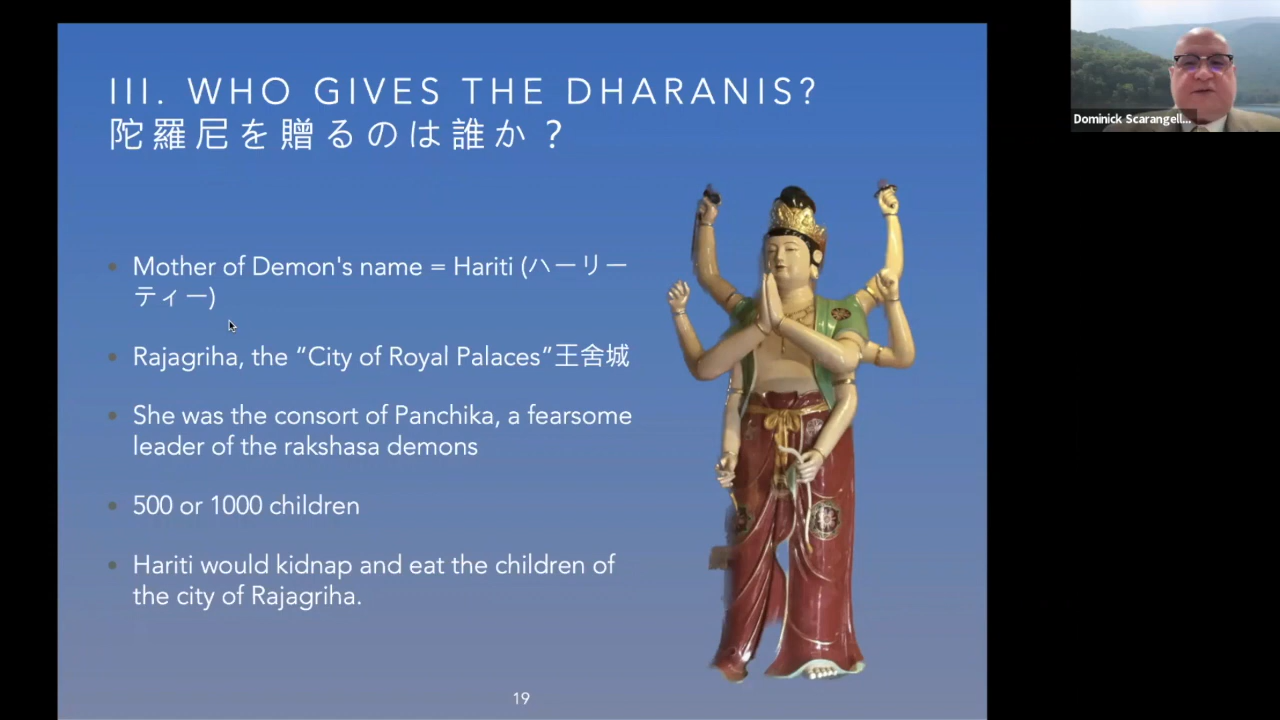 III. WHO GIVES THE DHARANIS?
陀羅尼を贈るのは誰か？
Mother of Demon's name = Hariti (ハーリー
ティー)
Rajagriha, the “City of Royal Palaces”王舍城
She was the consort of Panchika, a fearsome
leader of the rakshasa demons
500 or 1000 children
Hariti would kidnap and eat the children of
the city of Rajagriha.
19
Dominick Scarangell...